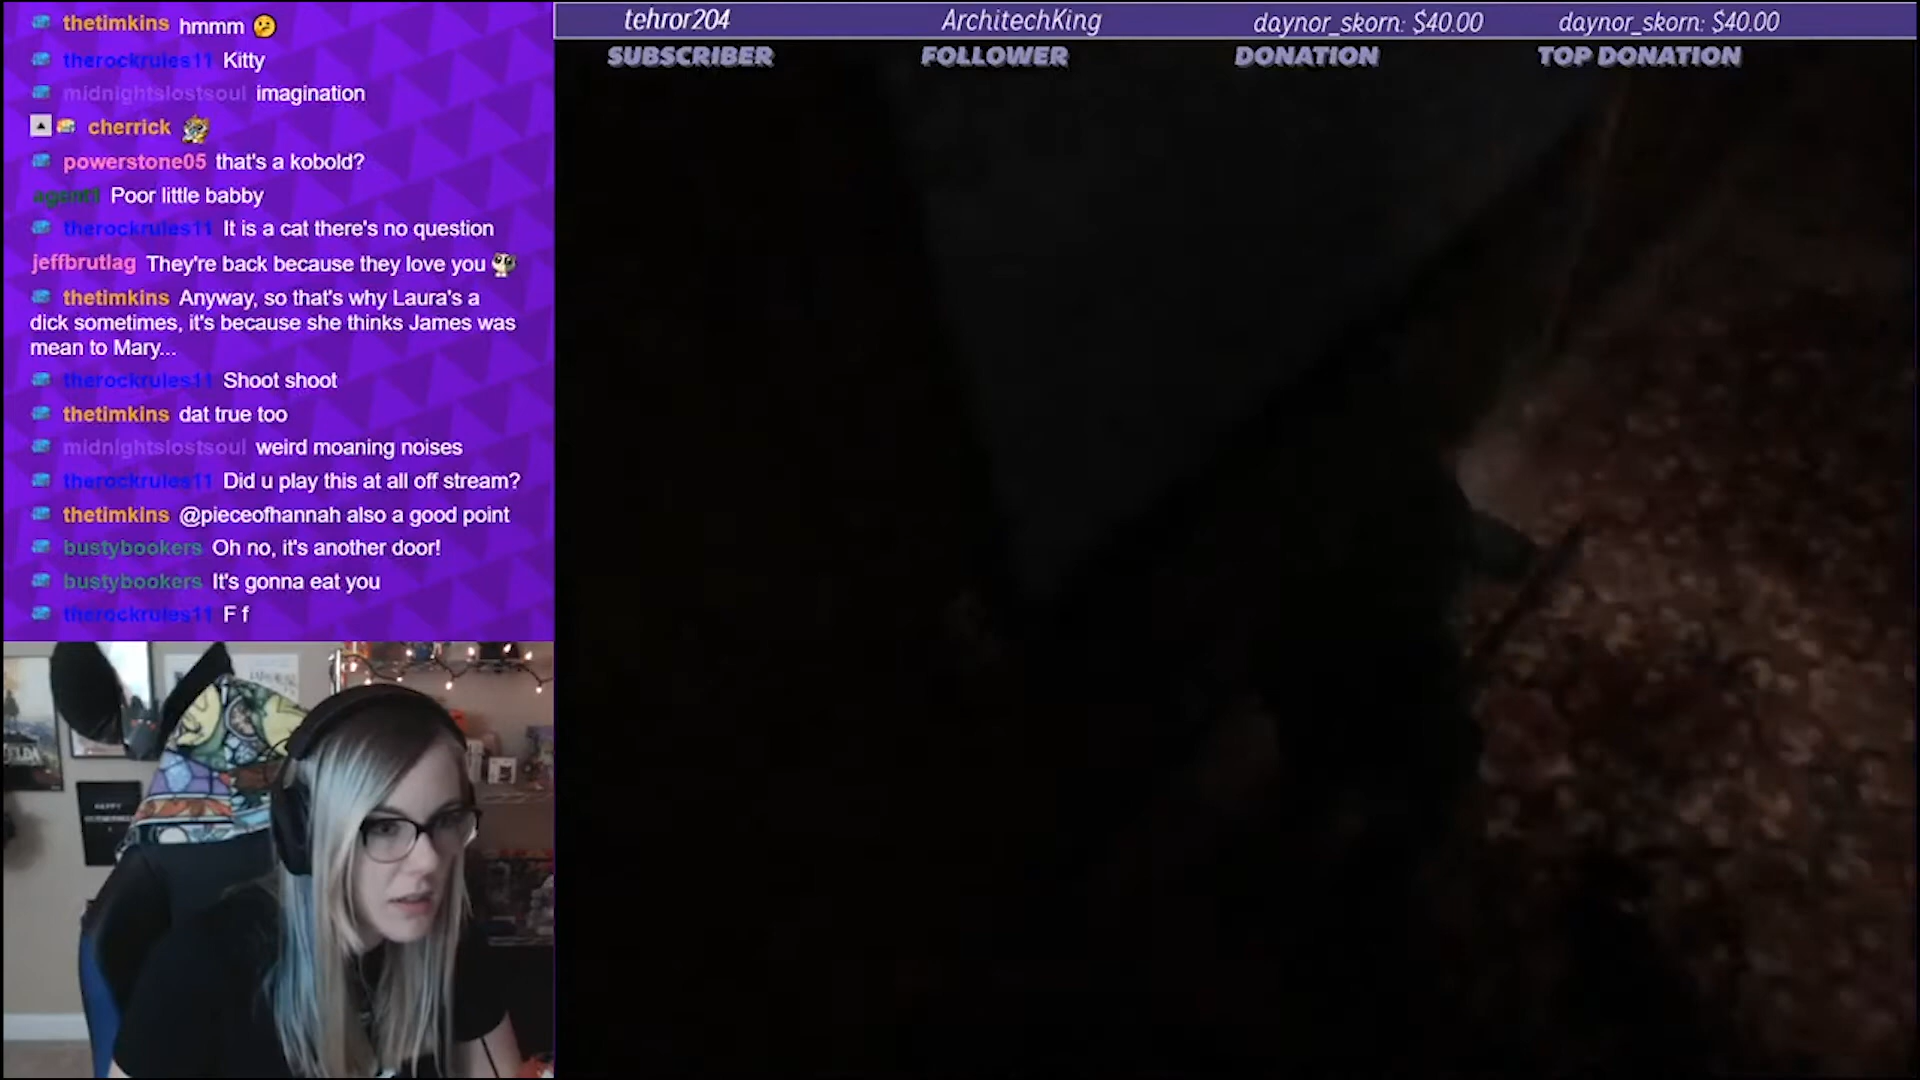 tehror204 ArchitechKing daynor_skorn: $40.00 daynor_skorn: $40.00
SUBSCRIBER FOLLOWER DONATION TOP DONATION
thetimkins hmmm
therockrules11 Kitty
midnightslostsoul imagination
cherrick
powerstone05 that's a kobold?
Poor little babby
therockrules11 It is a cat there's no question
jeffbrutlag They're back because they love you
thetimkins Anyway, so that's why Laura's a
dick sometimes, it's because she thinks James was
mean to Mary...
therockrules11 Shoot shoot
thetimkins dat true too
midnightslostsoul weird moaning noises
therockrules11 Did u play this at all off stream?
thetimkins @pieceofhannah also a good point
bustybookers Oh no, it's another door!
bustybookers It's gonna eat you
therockrules11 F f